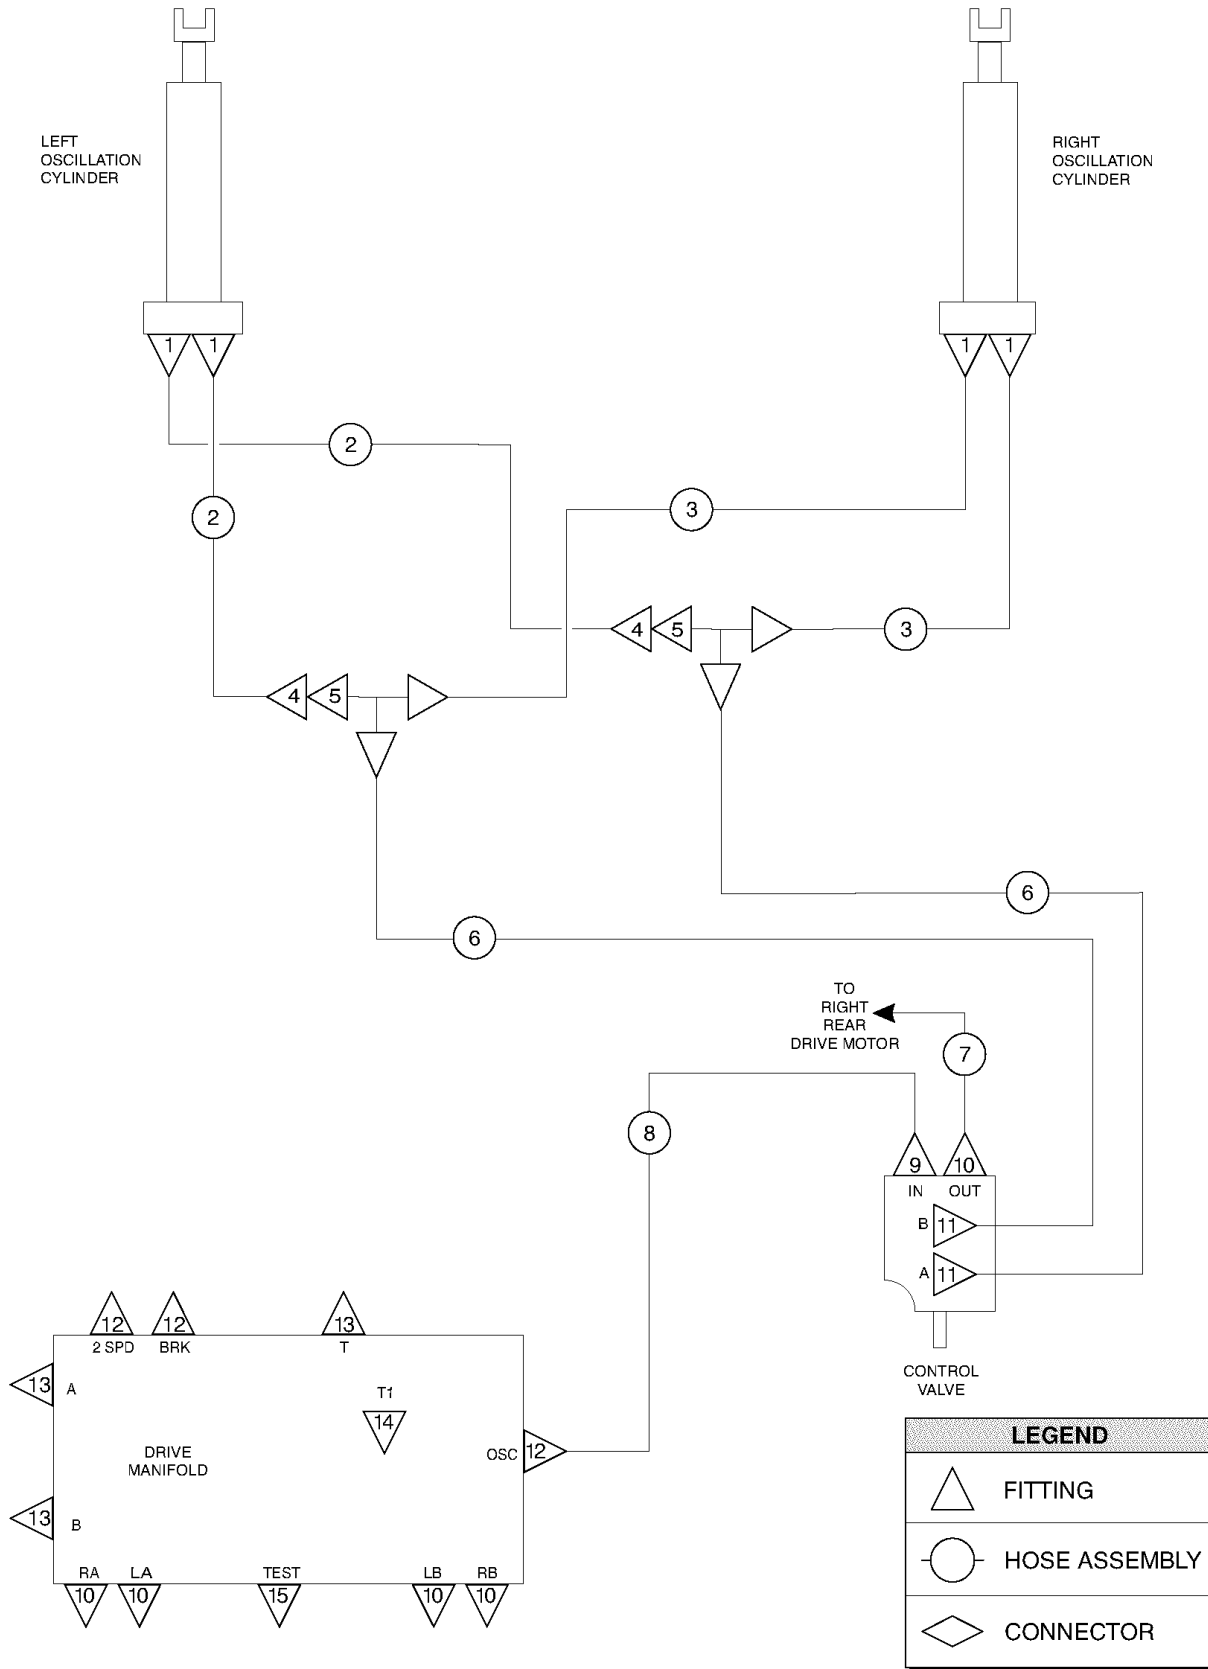 LEFT
OSCILLATION
CYLINDER
RIGHT
OSCILLATION
CYLINDER
1 1
1 1
2
2
3
4 5
3
4 5
6
6
TO
RIGHT
REAR
DRIVE MOTOR
7
8
9 10
IN OUT
B 11
A 11
CONTROL
VALVE
12 12 13
2 SPD BRK T
13 A
T1
14
DRIVE
MANIFOLD
OSC 12
13 B
RA LA TEST LB RB
10 10 15 10 10
LEGEND
FITTING
HOSE ASSEMBLY
CONNECTOR